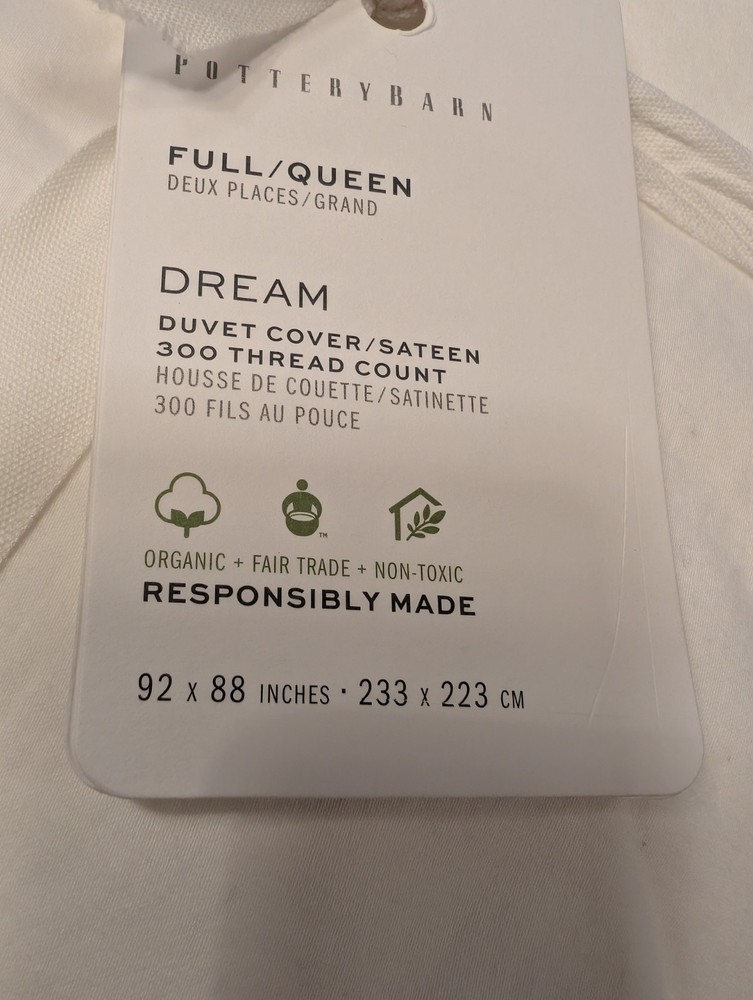 POTTERYBARN
FULL/QUEEN
DEUX PLACES/GRAND
DREAM
DUVET COVER/SATEEN
300 THREAD COUNT
HOUSSE DE COUETTE/SATINETTE
300 FILS AU POUCE
TM
ORGANIC + FAIR TRADE + NON-TOXIC
RESPONSIBLY MADE
92 X 88 INCHES · 233 X 223 CM